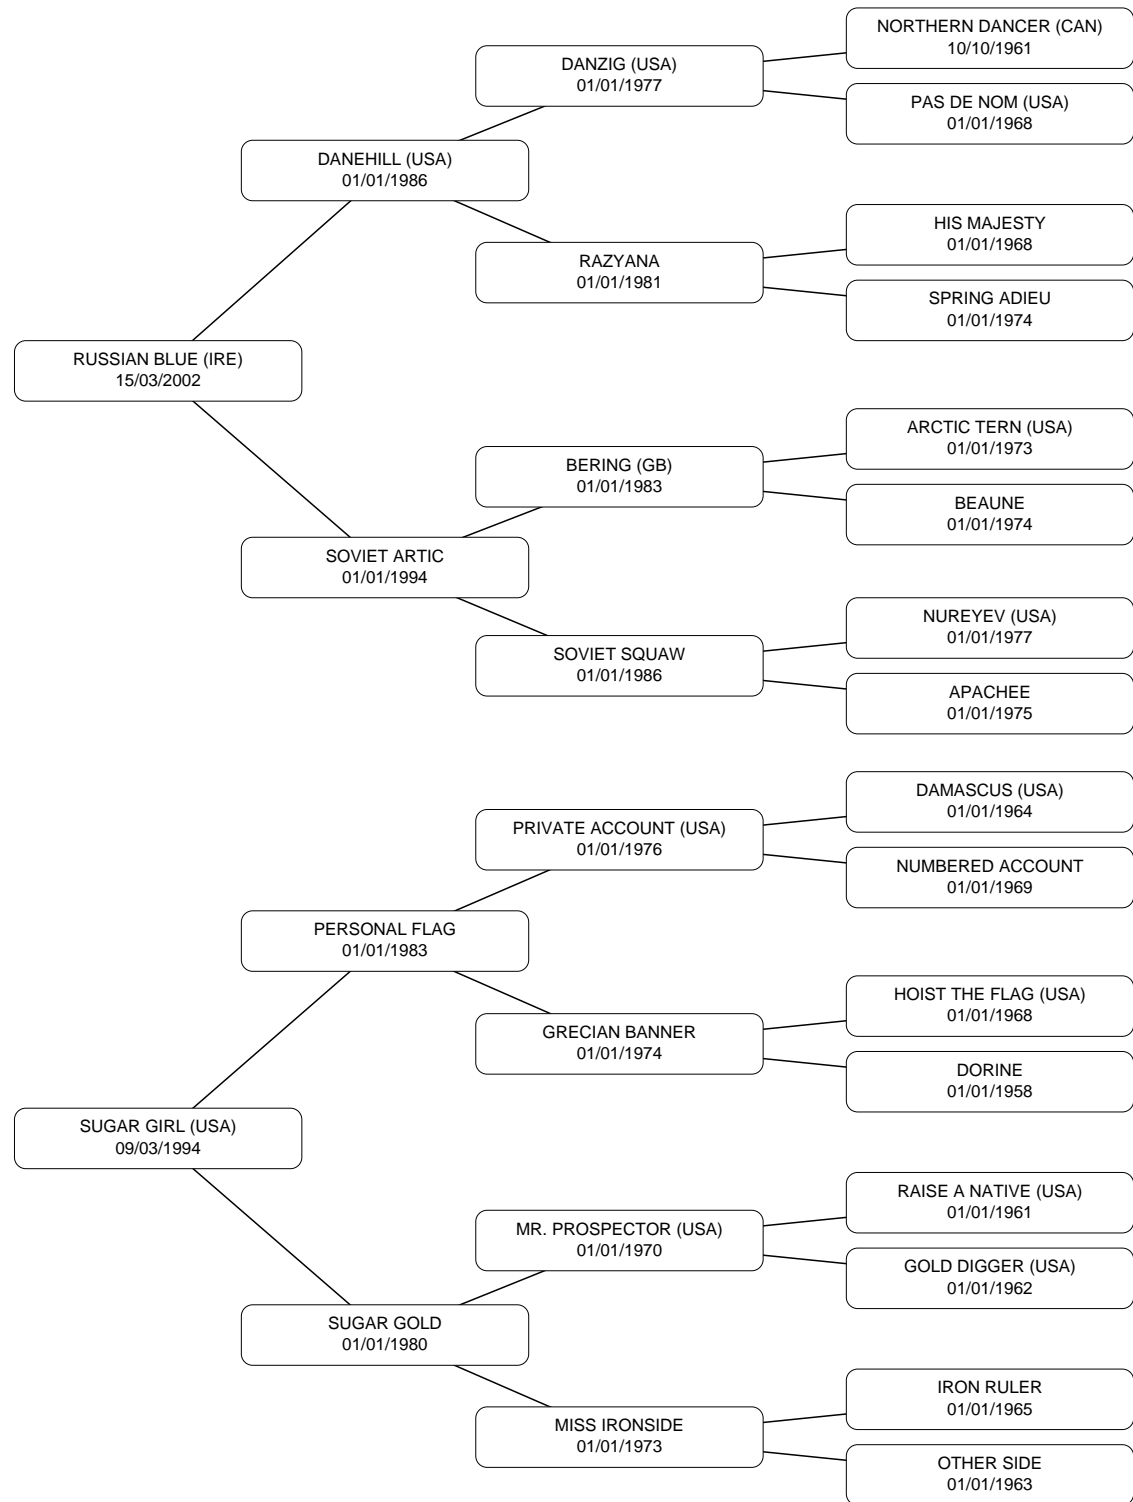 NORTHERN DANCER (CAN)
10/10/1961
DANZIG (USA)
01/01/1977
PAS DE NOM (USA)
01/01/1968
DANEHILL (USA)
01/01/1986
HIS MAJESTY
01/01/1968
RAZYANA
01/01/1981
SPRING ADIEU
01/01/1974
RUSSIAN BLUE (IRE)
15/03/2002
ARCTIC TERN (USA)
01/01/1973
BERING (GB)
01/01/1983
BEAUNE
01/01/1974
SOVIET ARTIC
01/01/1994
NUREYEV (USA)
01/01/1977
SOVIET SQUAW
01/01/1986
APACHEE
01/01/1975
DAMASCUS (USA)
01/01/1964
PRIVATE ACCOUNT (USA)
01/01/1976
NUMBERED ACCOUNT
01/01/1969
PERSONAL FLAG
01/01/1983
HOIST THE FLAG (USA)
01/01/1968
GRECIAN BANNER
01/01/1974
DORINE
01/01/1958
SUGAR GIRL (USA)
09/03/1994
RAISE A NATIVE (USA)
01/01/1961
MR. PROSPECTOR (USA)
01/01/1970
GOLD DIGGER (USA)
01/01/1962
SUGAR GOLD
01/01/1980
IRON RULER
01/01/1965
MISS IRONSIDE
01/01/1973
OTHER SIDE
01/01/1963